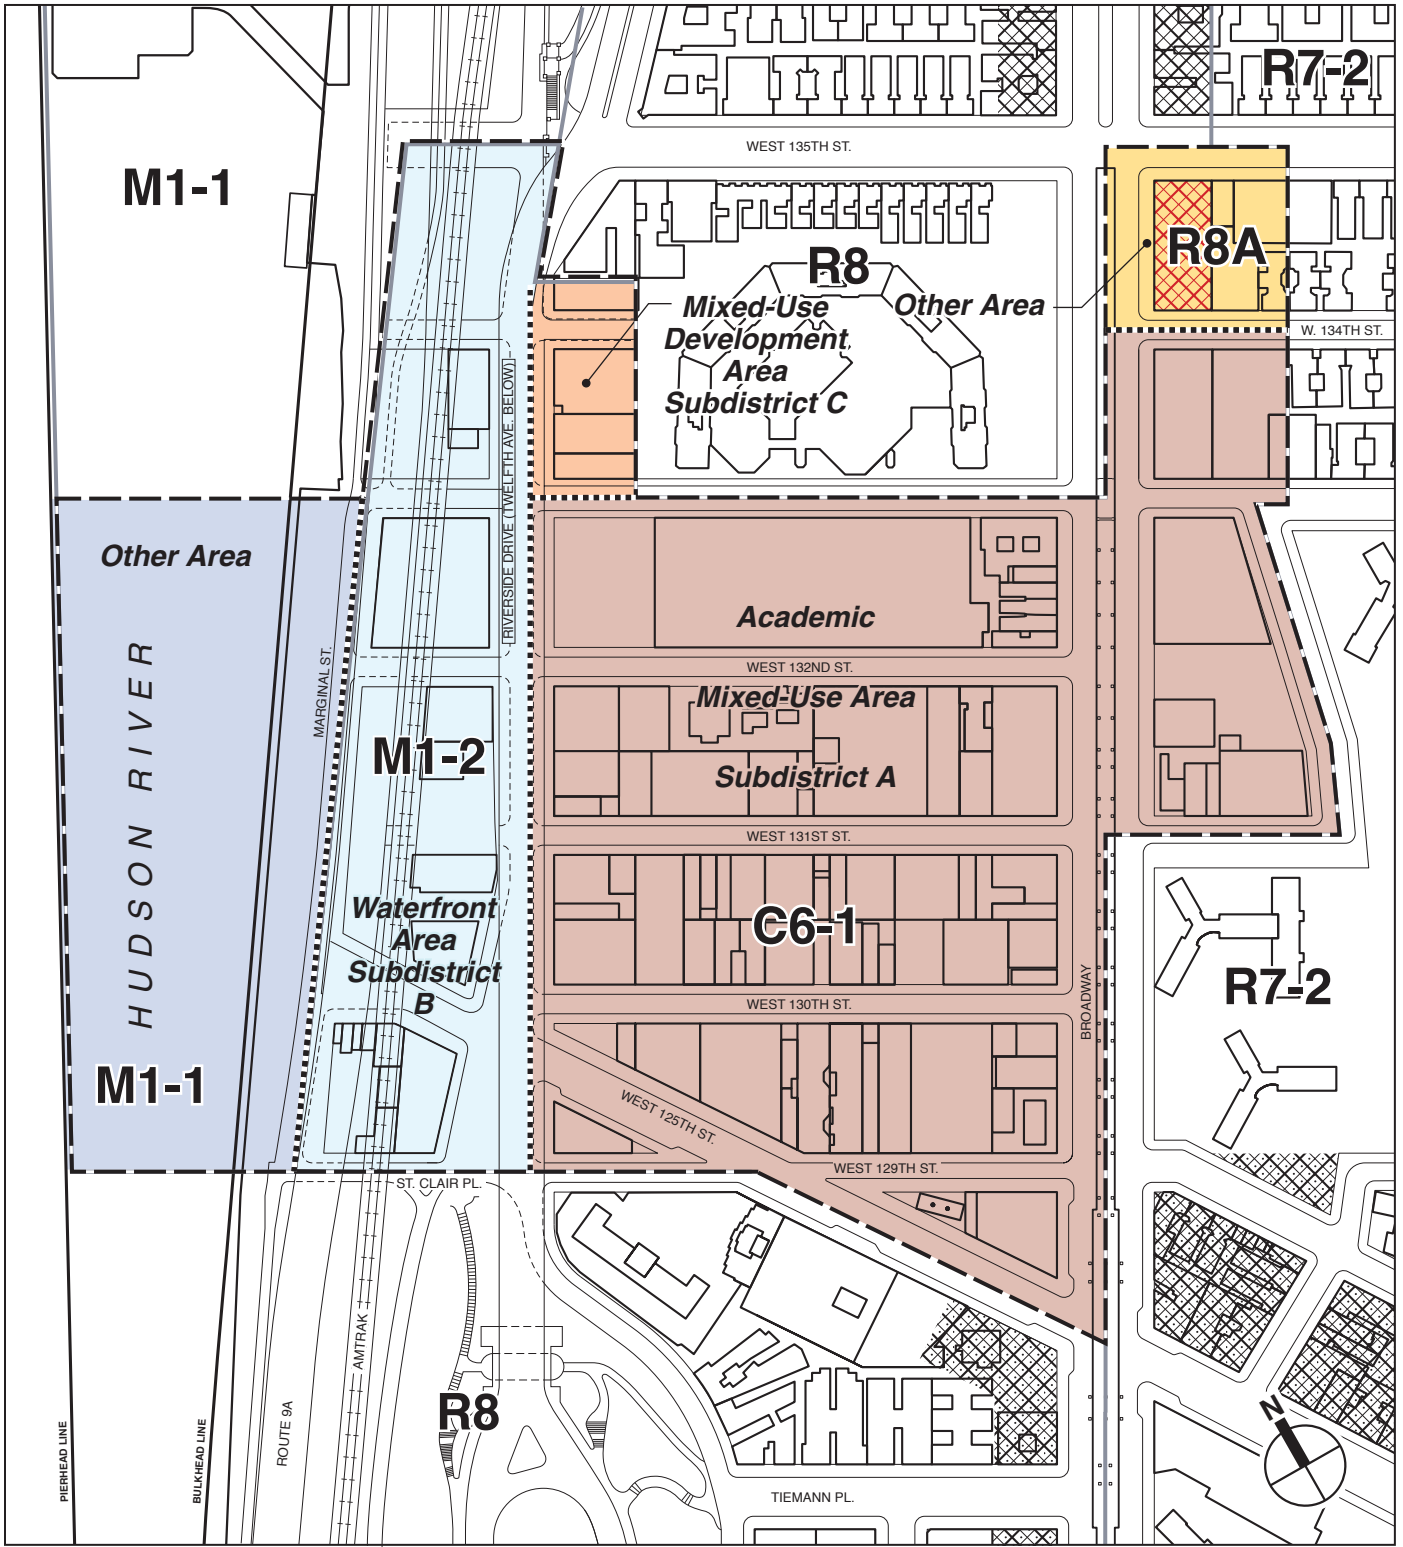 R7-2
WEST 135TH ST.
M1-1
R8A
R8
Other Area
Mixed-Use
Development
Area
Subdistrict C
W. 134TH ST.
RIVERSIDE DRIVE (TWELFTH AVE. BELOW)
Other Area
Academic
WEST 132ND ST.
MARGINAL ST.
HUDSON RIVER
Mixed-Use Area
M1-2
Subdistrict A
WEST 131ST ST.
Waterfront
Area
Subdistrict
B
C6-1
R7-2
WEST 130TH ST.
BROADWAY
M1-1
WEST 125TH ST.
WEST 129TH ST.
ST. CLAIR PL.
AMTRAK
R8
N
ROUTE 9A
PIERHEAD LINE
BULKHEAD LINE
TIEMANN PL.